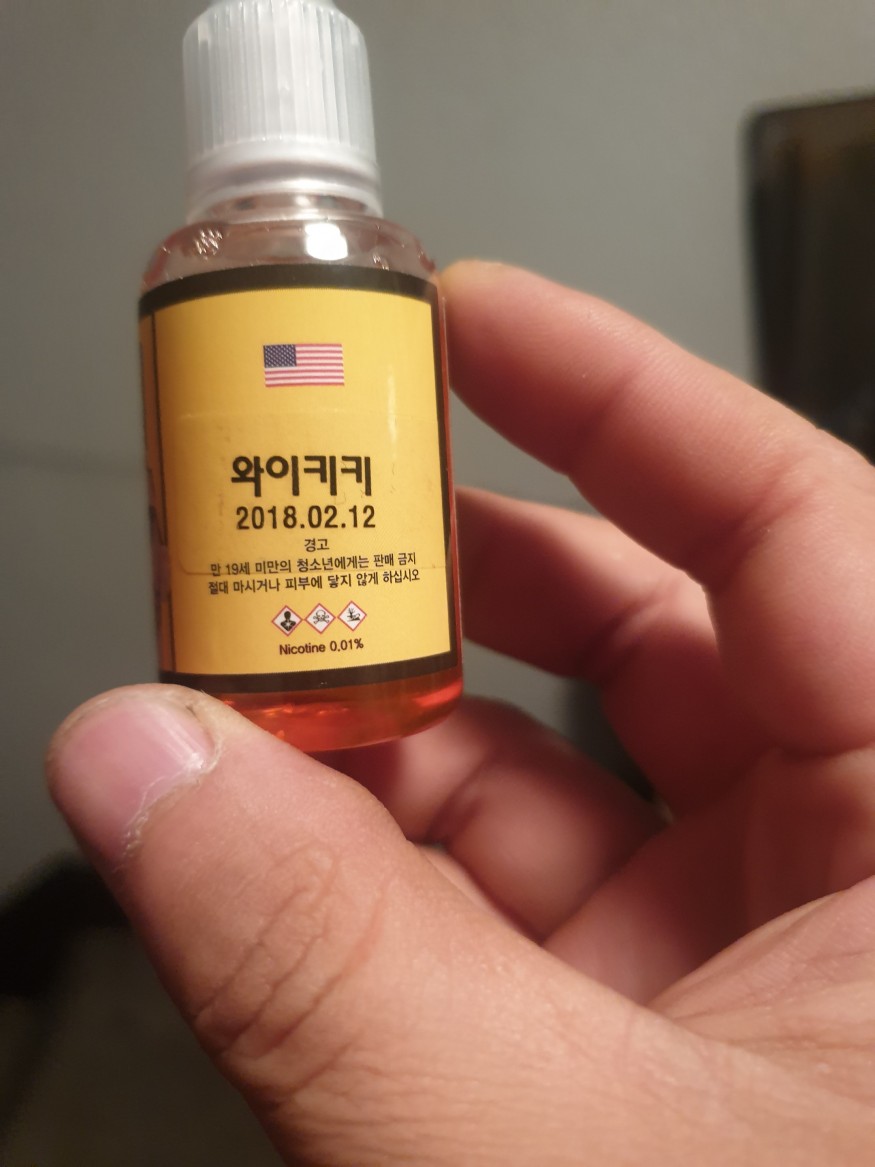 와이키키
2018.02.12
경고
만 19세 미만의 청소년에게는 판매 금지
절대 마시거나 피부에 닿지 않게 하십시오
Nicotine 0.01%